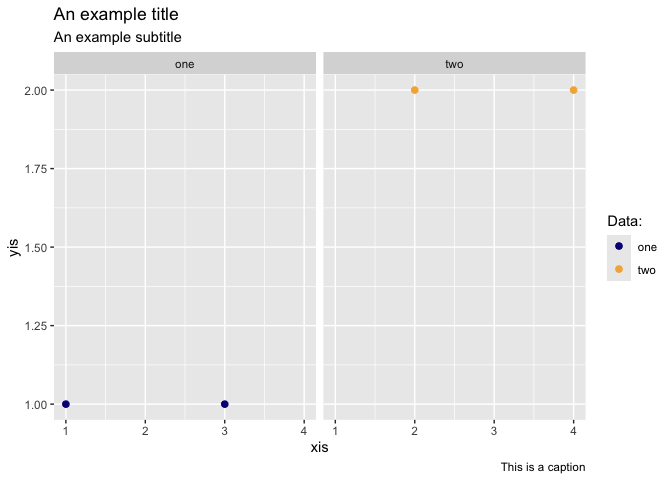 An example title
An example subtitle
one two
2.00
1.75
1.50
1.25
1.00
yis
1 2 3 4 1 2 3 4
xis
Data:
one
two
This is a caption